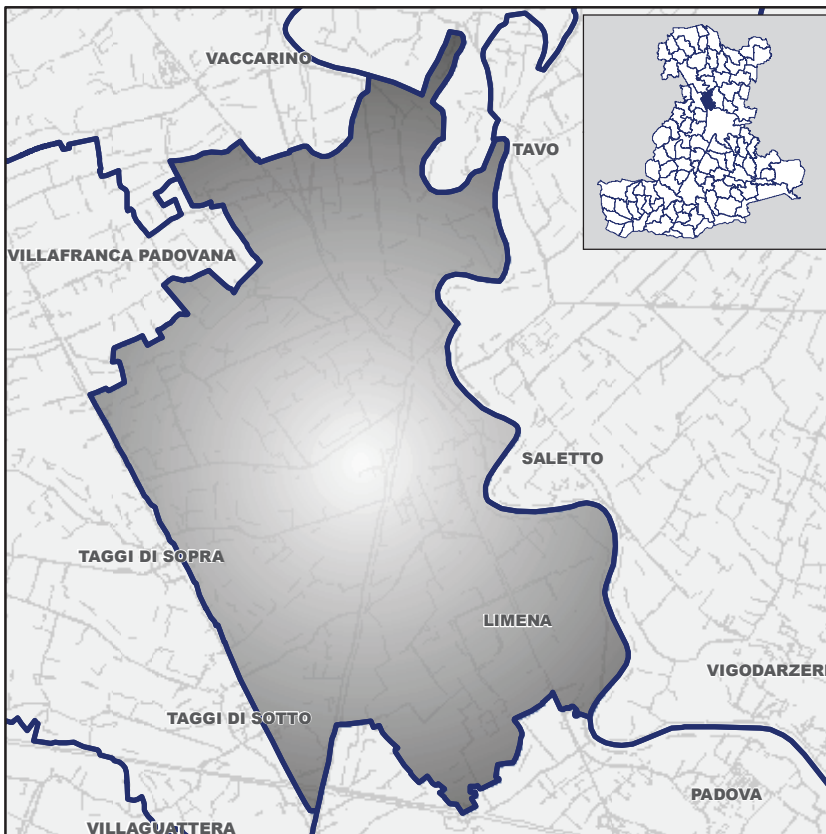 VACCARINO
TAVO
VILLAFRANCA PADOVANA
SALETTO
TAGGI DI SOPRA
LIMENA
VIGODARZERE
TAGGI DI SOTTO
PADOVA
VILLAGUATTERA